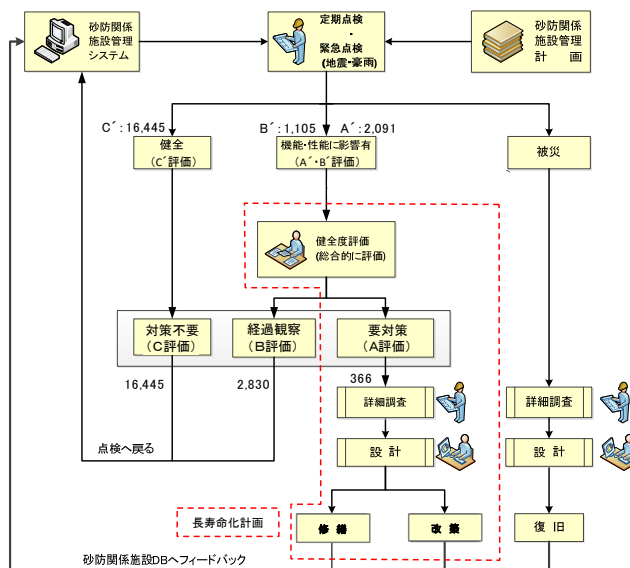 砂防関係
施設管理
システム
定期点検
・
緊急点検
(地震・豪雨)
砂防関係
施設管理
計　画
C´:16,445
B´:1,105　A´:2,091
健全
(C´評価)
機能・性能に影響有
(A´・B´評価)
被災
健全度評価
(総合的に評価)
対策不要
(C評価)
経過観察
(B評価)
要対策
(A評価)
16,445
2,830
366
詳細調査
詳細調査
設 計
設 計
点検へ戻る
長寿命化計画
修 繕
改 築
復 旧
砂防関係施設DBへフィードバック